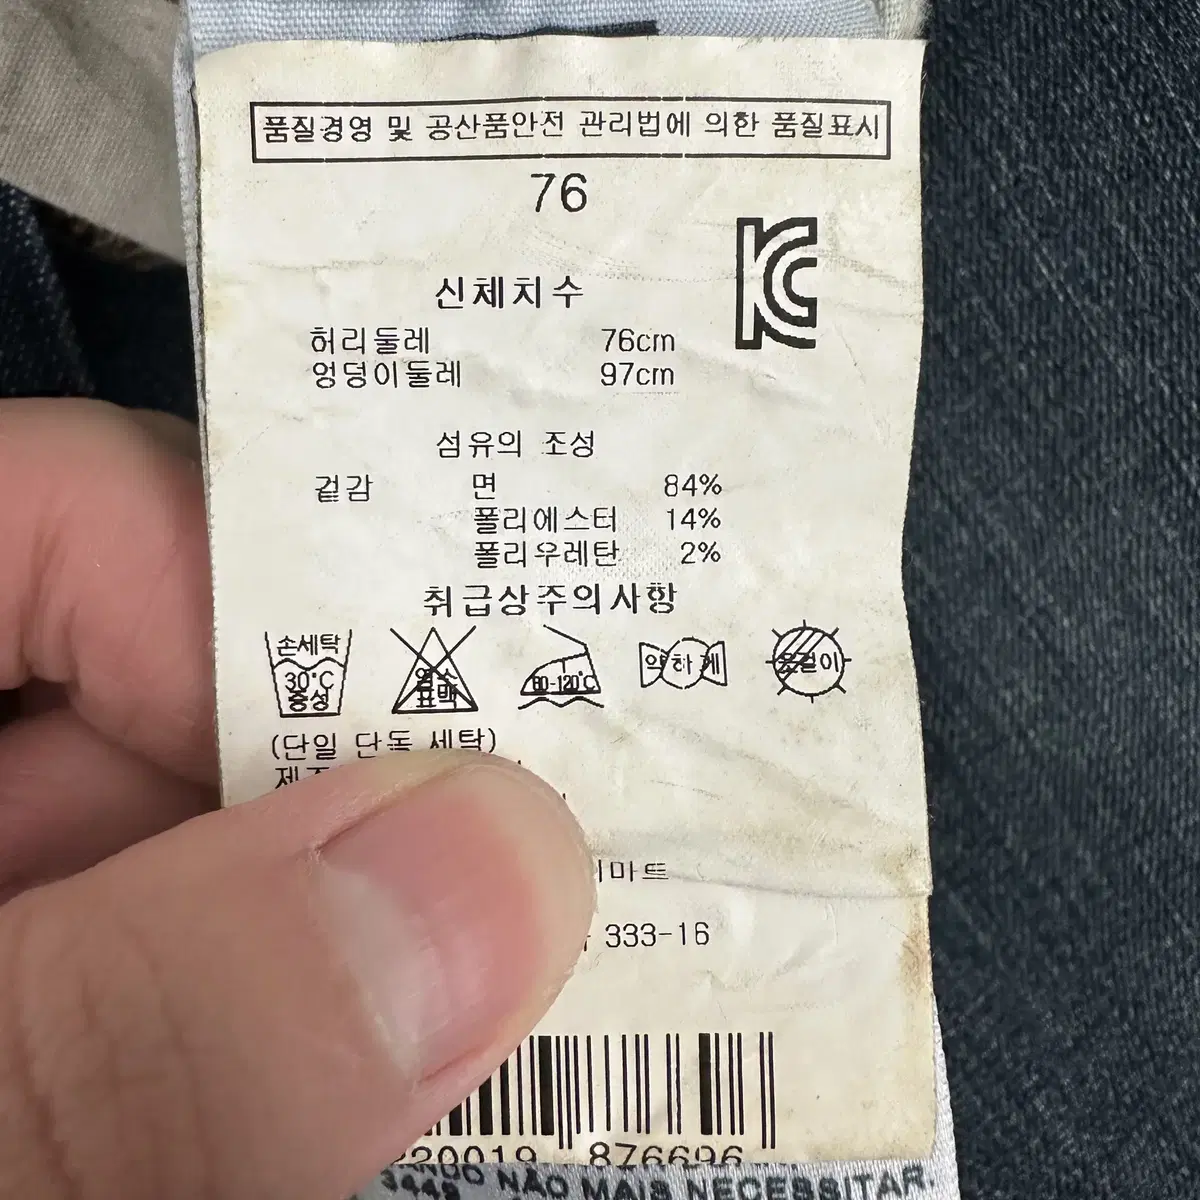 품질경영 및 공산품안전 관리법에 의한 품질표시
76
KC
신체치수
허리둘레 76cm
엉덩이둘레 97cm
섬유의 조성
겉감 면 84%
폴리에스터 14%
폴리우레탄 2%
취급상주의사항
손세탁 30°C 중성
염소 표백
80-120°C
약하게
옷걸이
(단일 단독 세탁)
마트
333-16
220019 876696
NÃO MAIS NECESSITAR.
3449